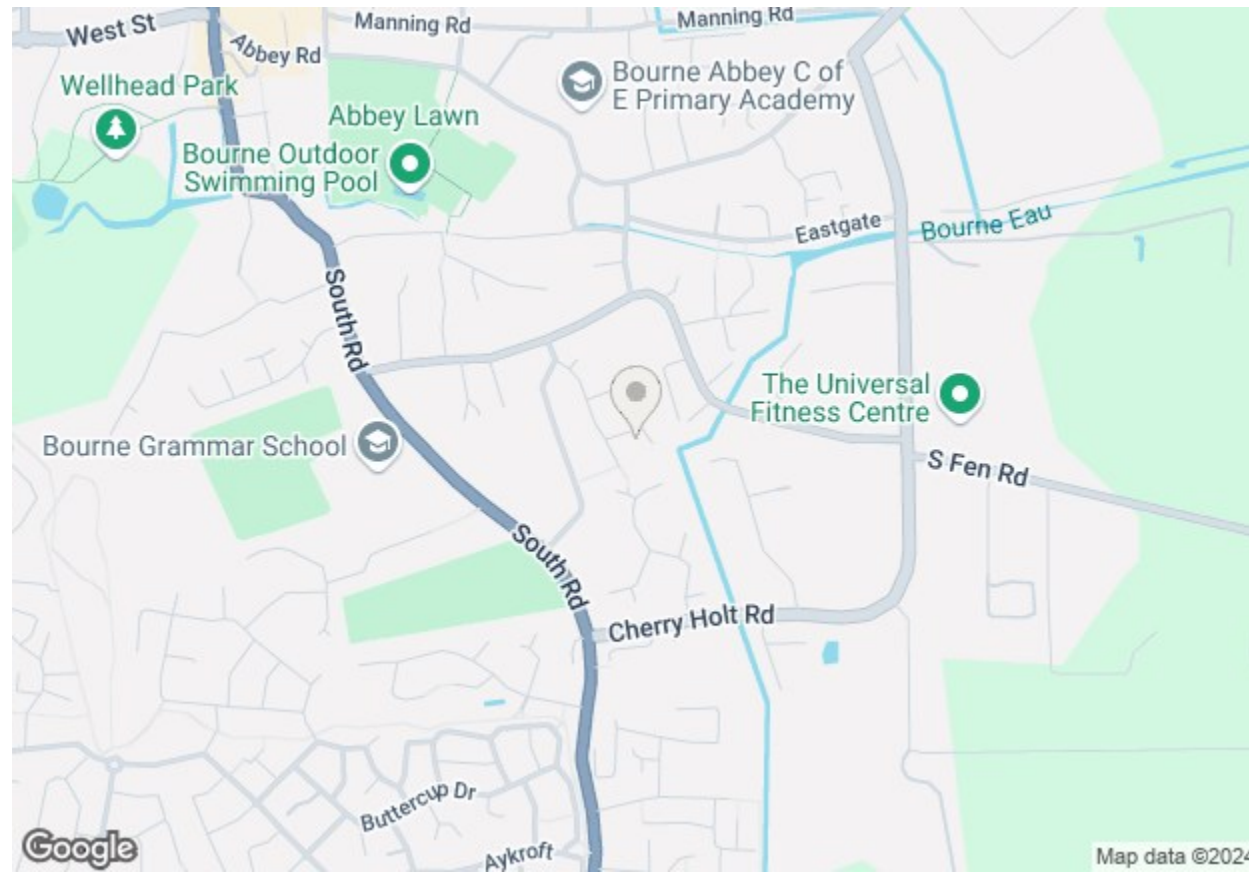 West St
Abbey Rd
Manning Rd
Manning Rd
Wellhead Park
Abbey Lawn
Bourne Outdoor
Swimming Pool
Bourne Abbey C of
E Primary Academy
Eastgate
Bourne Eau
South Rd
The Universal
Fitness Centre
Bourne Grammar School
S Fen Rd
South Rd
Cherry Holt Rd
Buttercup Dr
Aykroft
Google
Map data ©2024